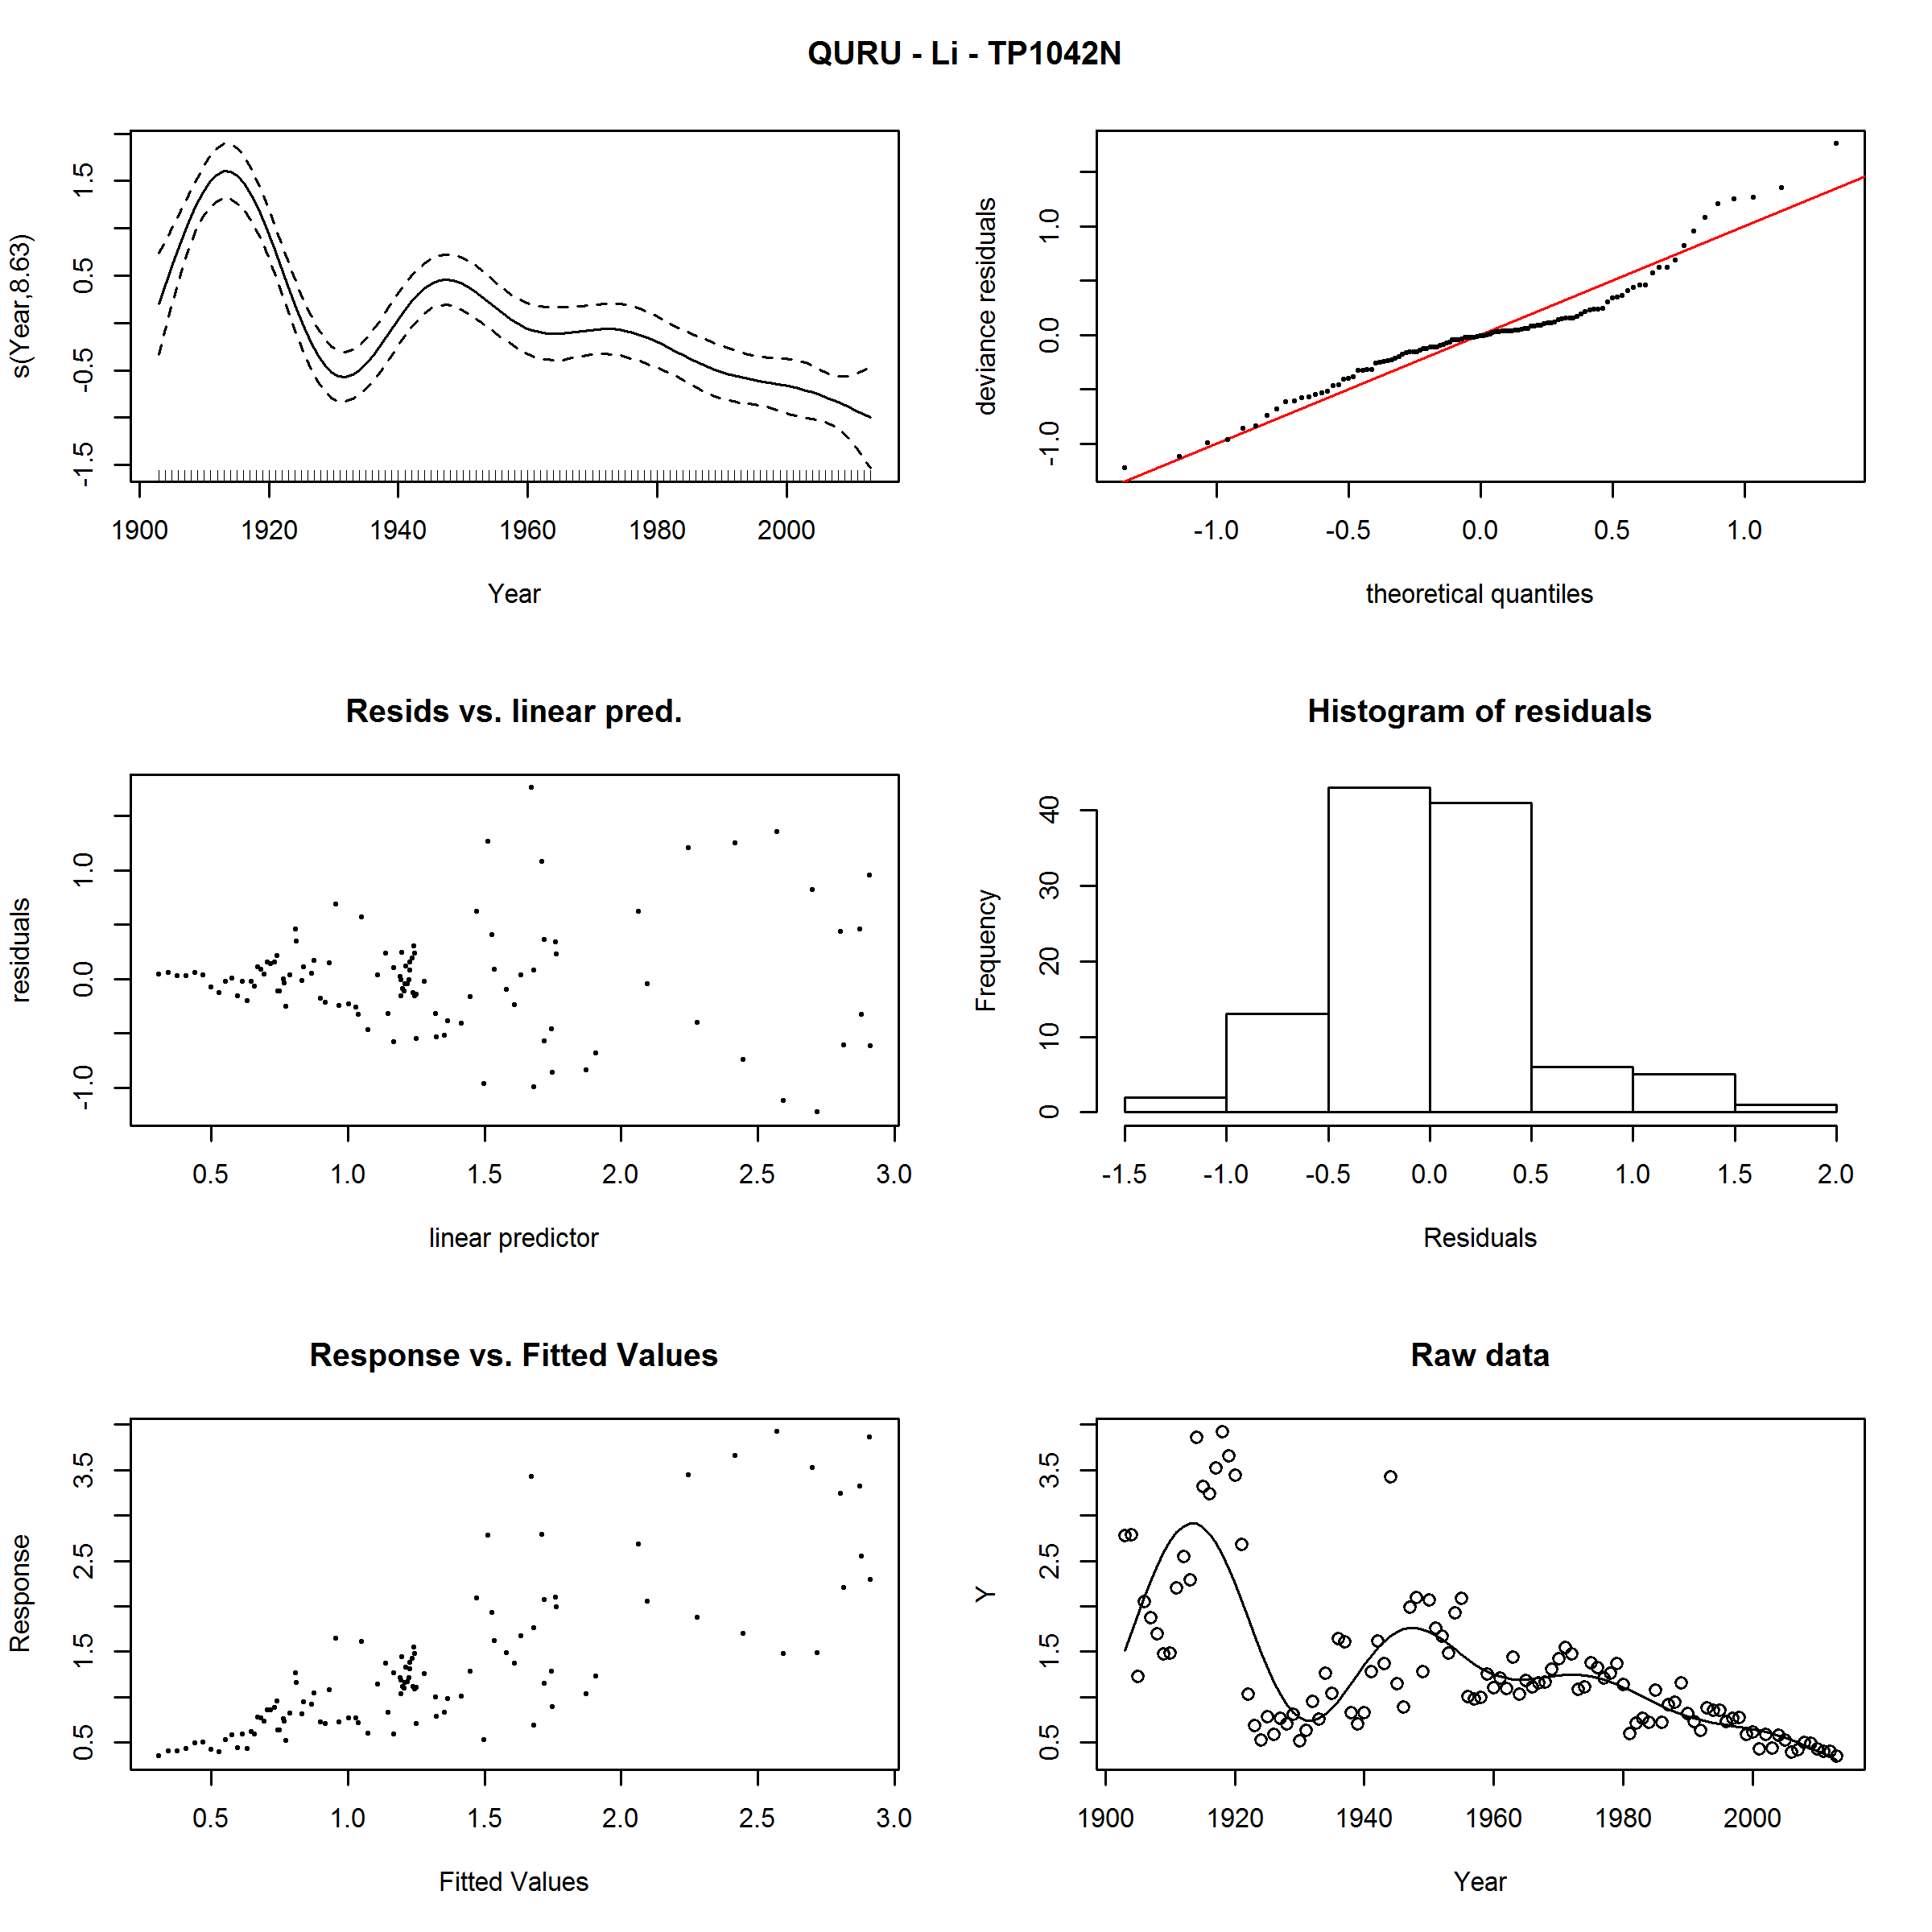 QURU - Li - TP1042N
s(Year,8.63)
-1.5 -0.5 0.5 1.5
1900 1920 1940 1960 1980 2000
Year
deviance residuals
-1.0 0.0 1.0
-1.0 -0.5 0.0 0.5 1.0
theoretical quantiles
Resids vs. linear pred.
residuals
-1.0 0.0 1.0
0.5 1.0 1.5 2.0 2.5 3.0
linear predictor
Histogram of residuals
Frequency
0 10 20 30 40
-1.5 -1.0 -0.5 0.0 0.5 1.0 1.5 2.0
Residuals
Response vs. Fitted Values
Response
0.5 1.5 2.5 3.5
0.5 1.0 1.5 2.0 2.5 3.0
Fitted Values
Raw data
Y
0.5 1.5 2.5 3.5
1900 1920 1940 1960 1980 2000
Year